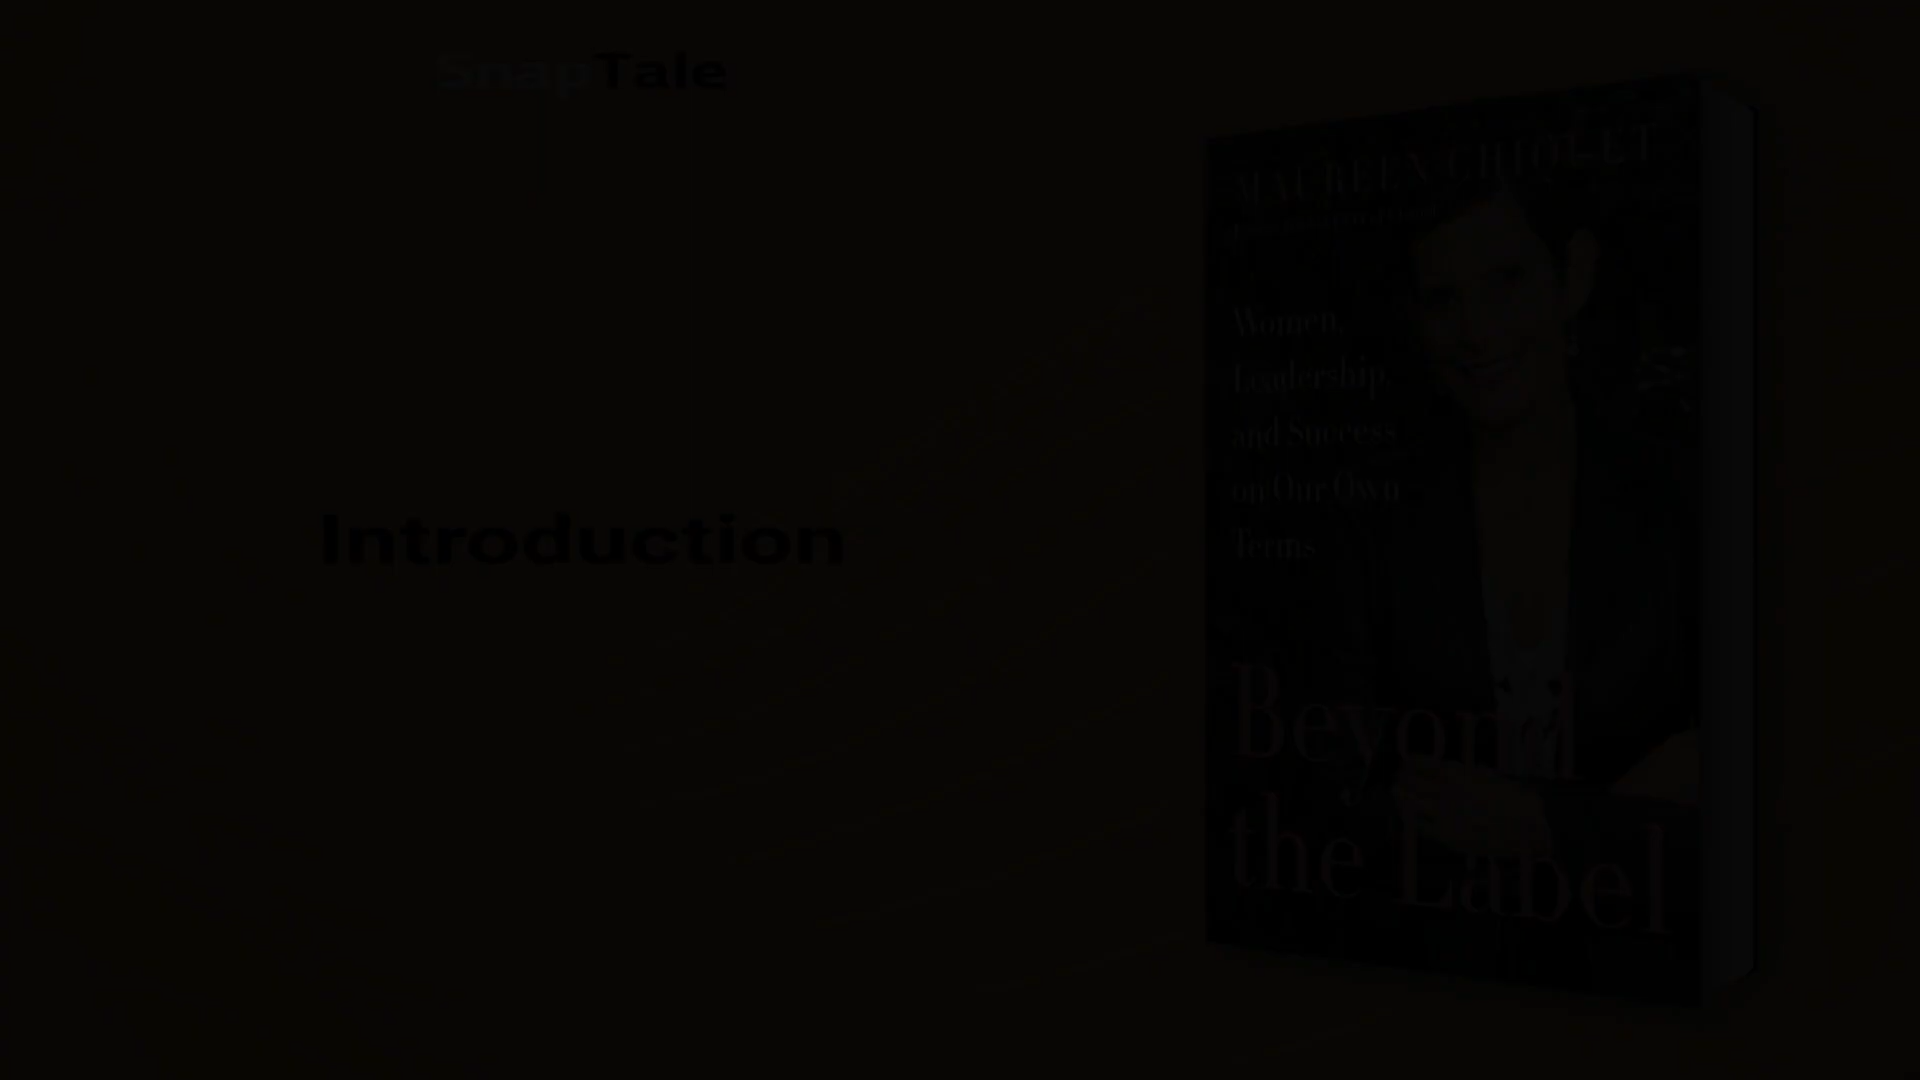 SnapTale
Introduction
MAUREEN CHIQUET
Women,
Leadership,
and Success
on Our Own
Terms
Beyond
the Label